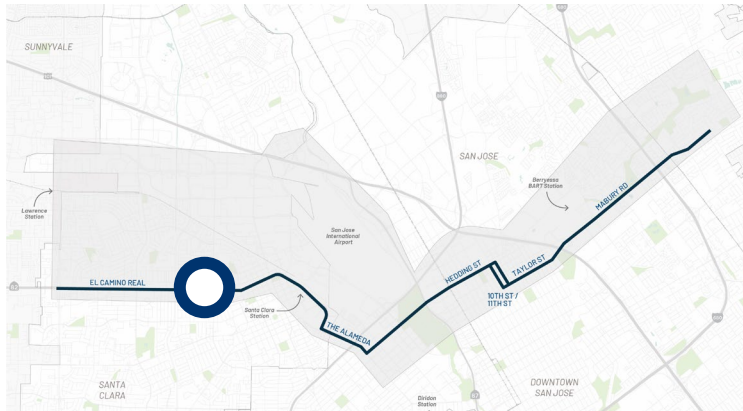 SUNNYVALE
SAN JOSE
Berryessa
BART Station
MABURY RD
Lawrence
Station
San Jose
International
Airport
HEDDING ST
TAYLOR ST
EL CAMINO REAL
10TH ST /
11TH ST
Santa Clara
Station
THE ALAMEDA
SANTA
CLARA
Diridon
Station
DOWNTOWN
SAN JOSE